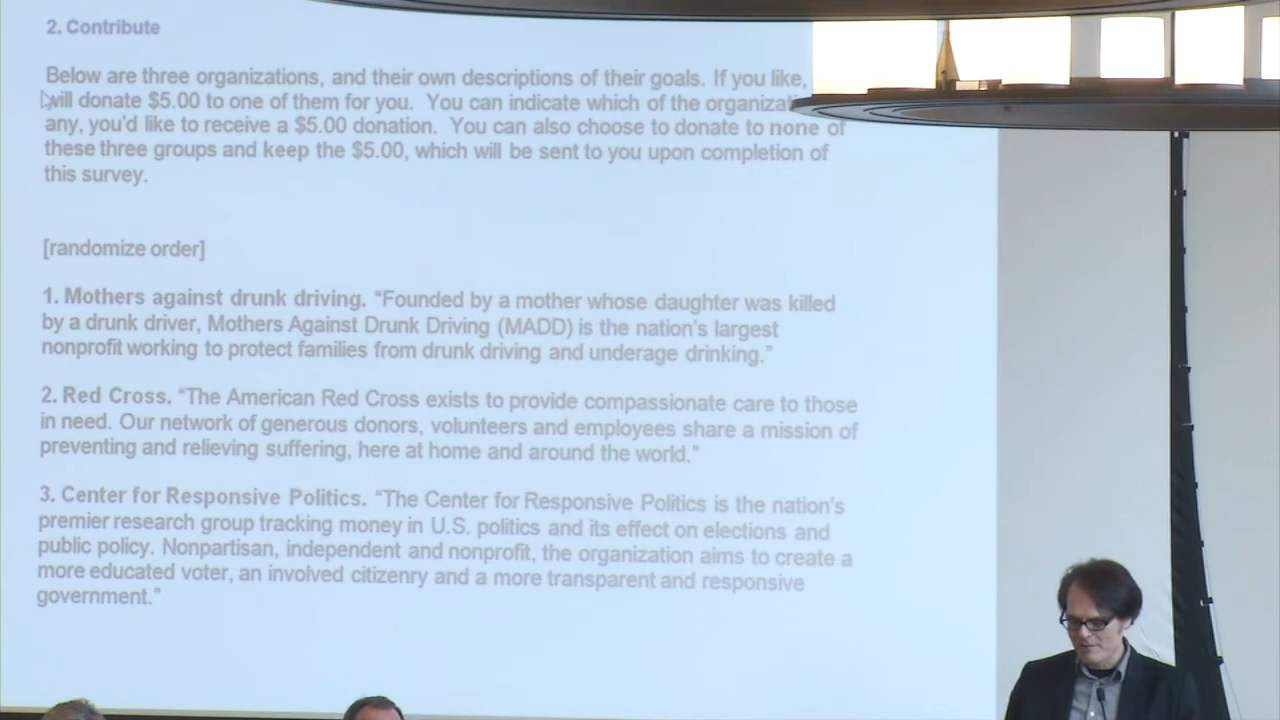 2. Contribute
Below are three organizations, and their own descriptions of their goals. If you like,
will donate $5.00 to one of them for you. You can indicate which of the
any, you'd like to receive a $5.00 donation. You can also choose to donate to none of
these three groups and keep the $5.00, which will be sent to you upon completion of
this survey.
[randomize order]
1. Mothers against drunk driving. "Founded by a mother whose daughter was killed
by a drunk driver, Mothers Against Drunk Driving (MADD) is the nation's largest
nonprofit working to protect families from drunk driving and underage drinking."
2. Red Cross. "The American Red Cross exists to provide compassionate care to those
in need. Our network of generous donors, volunteers and employees share a mission of
preventing and relieving suffering, here at home and around the world."
3. Center for Responsive Politics. "The Center for Responsive Politics is the nation's
premier research group tracking money in U.S. politics and its effect on elections and
public policy. Nonpartisan, independent and nonprofit, the organization aims to create a
more educated voter, an involved citizenry and a more transparent and responsive
government."